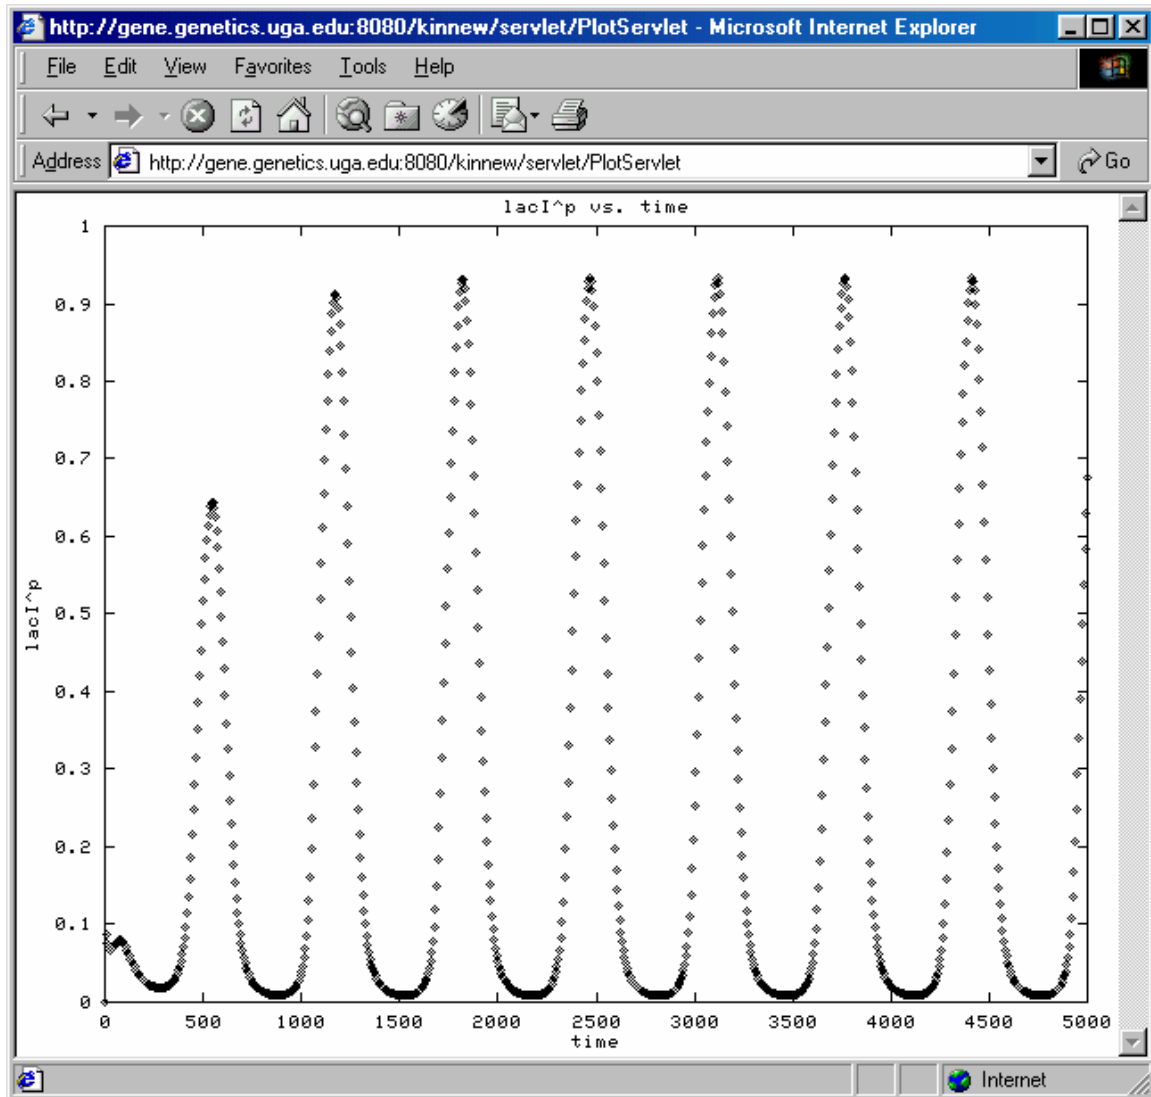 http://gene.genetics.uga.edu:8080/kinnew/servlet/PlotServlet - Microsoft Internet Explorer
File Edit View Favorites Tools Help
Address http://gene.genetics.uga.edu:8080/kinnew/servlet/PlotServlet Go
lacI^p vs. time
1
0.9
0.8
0.7
0.6
0.5
0.4
0.3
0.2
0.1
0
lacI^p
0 500 1000 1500 2000 2500 3000 3500 4000 4500 5000
time
Internet